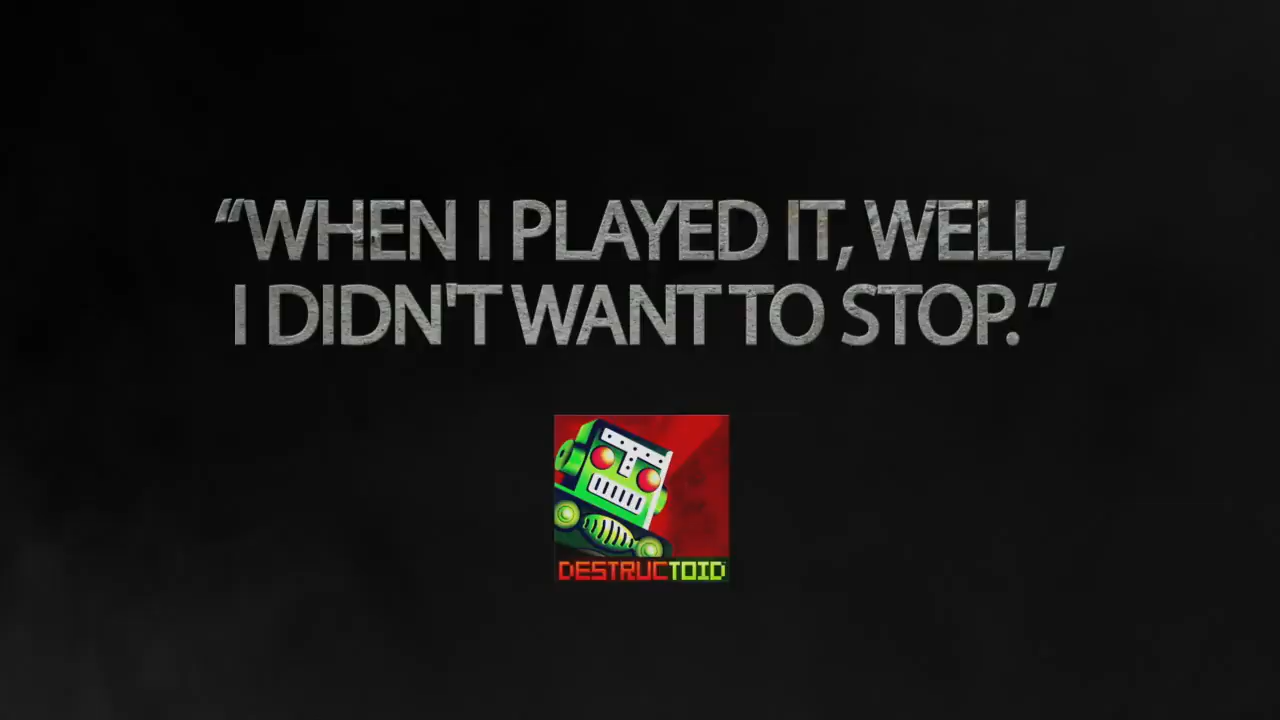 “WHEN I PLAYED IT, WELL,
I DIDN'T WANT TO STOP.”
DESTRUCTOID